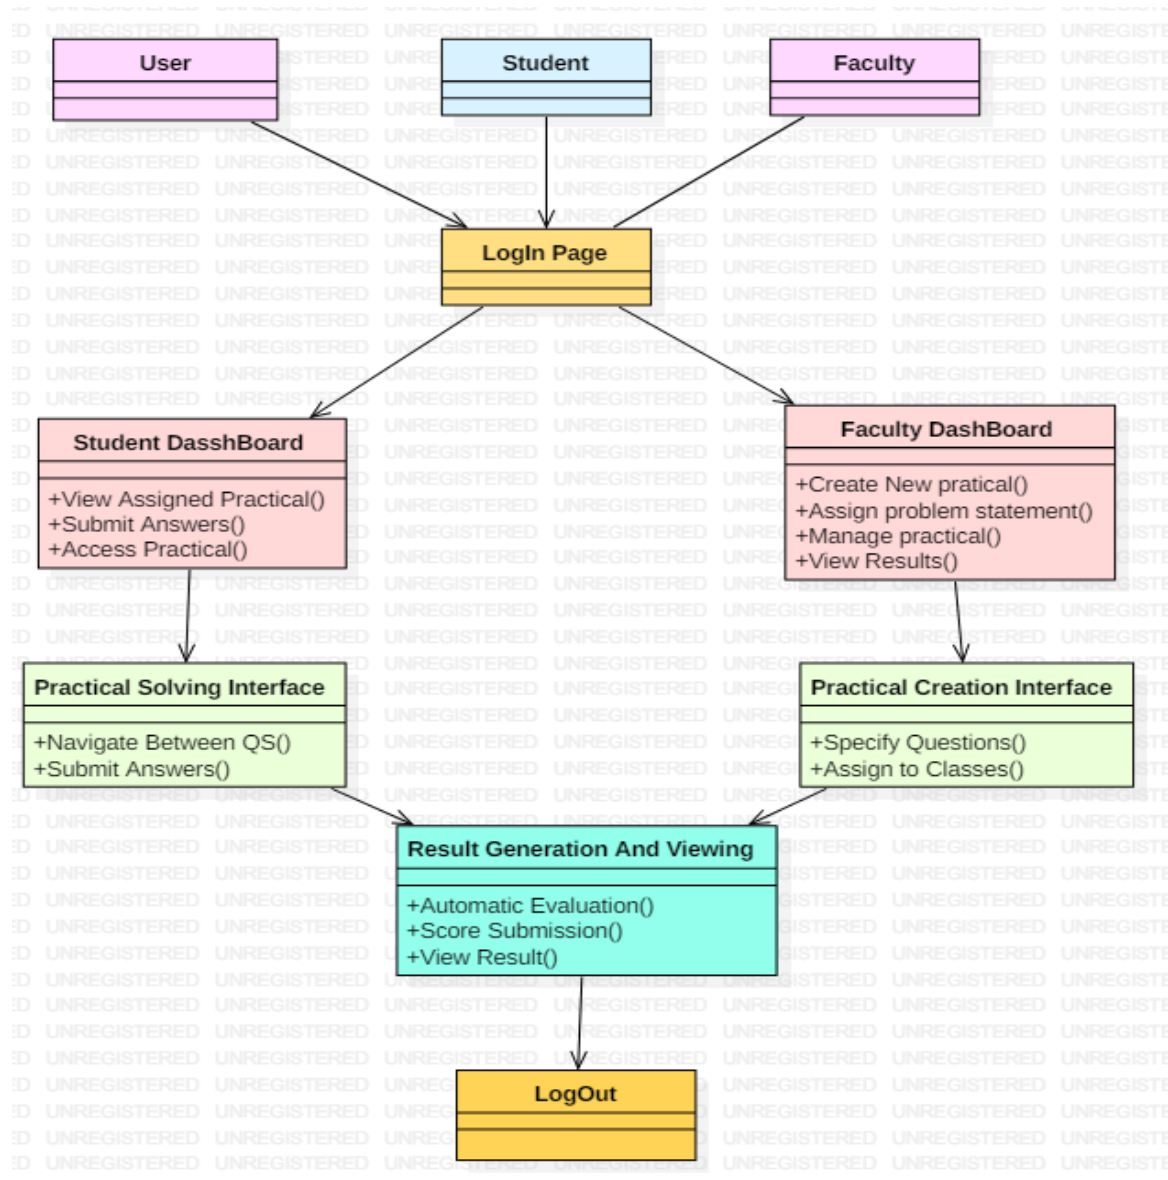 User
Student
Faculty
LogIn Page
Student DasshBoard
+View Assigned Practical()
+Submit Answers()
+Access Practical()
Faculty DashBoard
+Create New pratical()
+Assign problem statement()
+Manage practical()
+View Results()
Practical Solving Interface
+Navigate Between QS()
+Submit Answers()
Practical Creation Interface
+Specify Questions()
+Assign to Classes()
Result Generation And Viewing
+Automatic Evaluation()
+Score Submission()
+View Result()
LogOut
UNREGISTERED